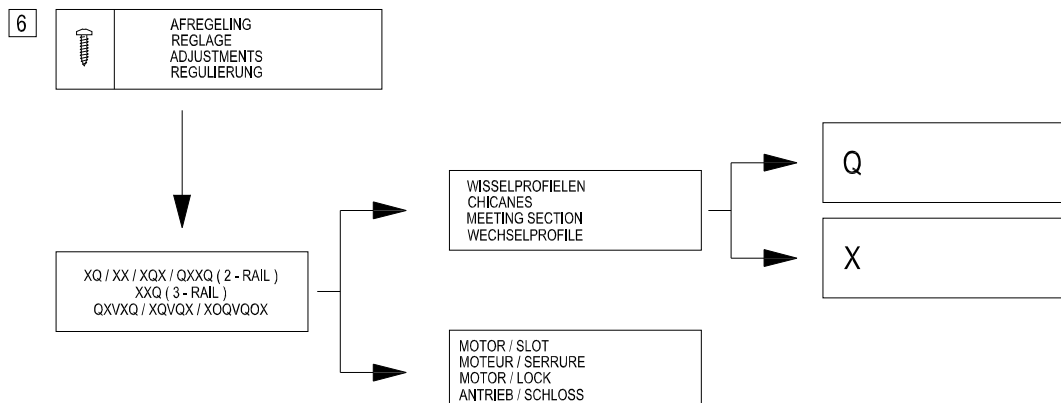 6
AFREGELING
REGLAGE
ADJUSTMENTS
REGULIERUNG
XQ / XX / XQX / QXXQ ( 2 - RAIL )
XXQ ( 3 - RAIL )
QXVXQ / XQVQX / XOQVQOX
WISSELPROFIELEN
CHICANES
MEETING SECTION
WECHSELPROFILE
Q
X
MOTOR / SLOT
MOTEUR / SERRURE
MOTOR / LOCK
ANTRIEB / SCHLOSS